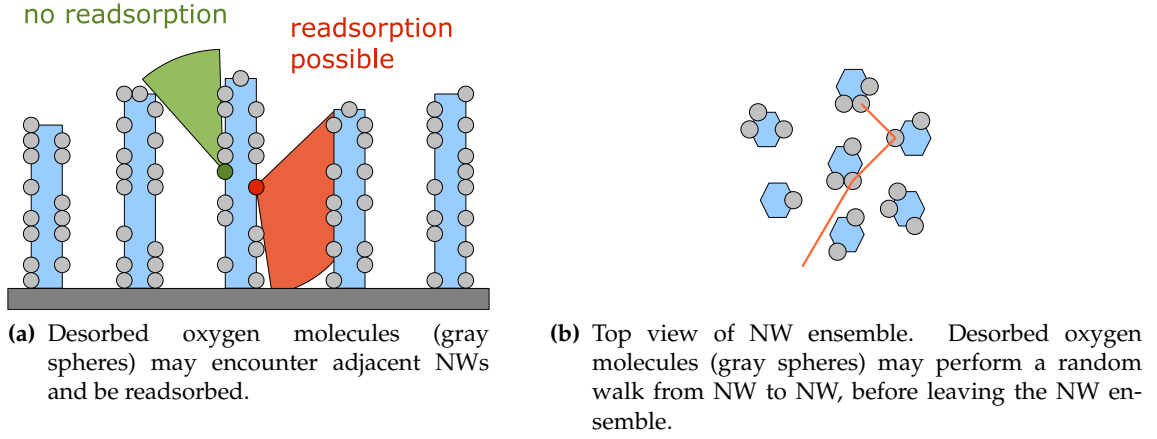 no readsorption
readsorption
possible
(a) Desorbed oxygen molecules (gray
spheres) may encounter adjacent NWs
and be readsorbed.
(b) Top view of NW ensemble. Desorbed oxygen
molecules (gray spheres) may perform a random
walk from NW to NW, before leaving the NW en-
semble.